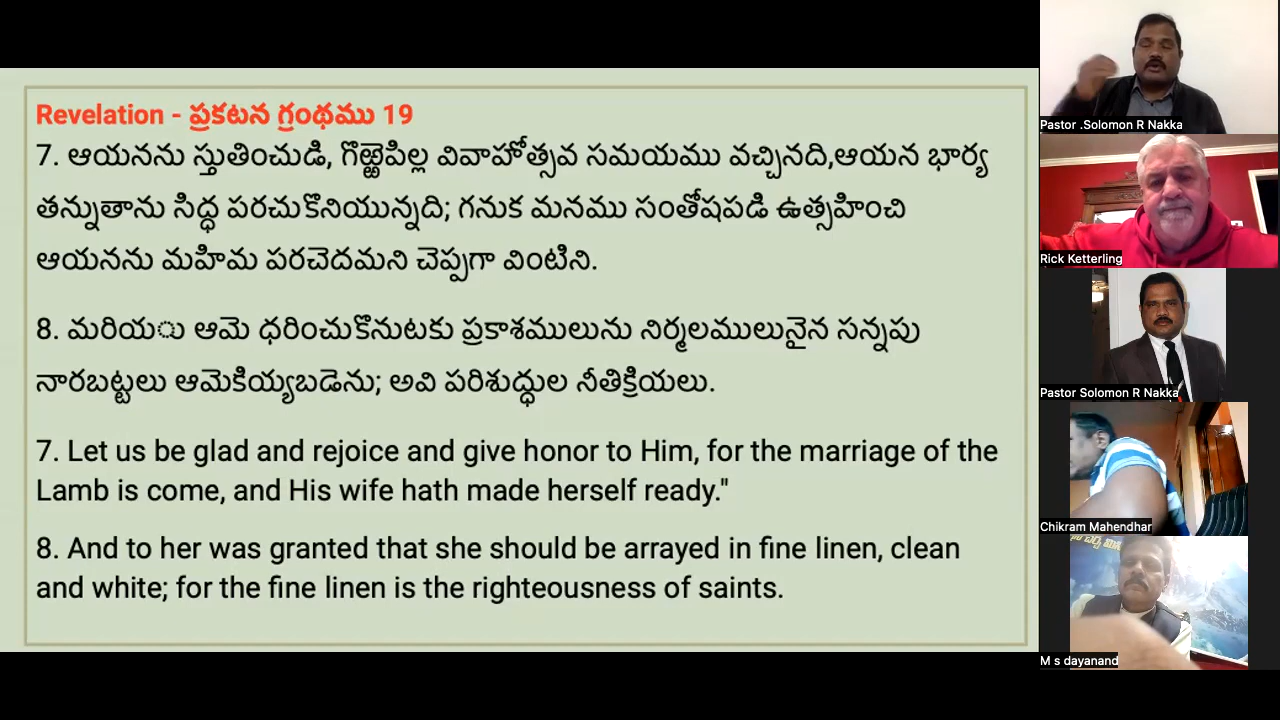 Revelation - ప్రకటన గ్రంథము 19
7. ఆయనను స్తుతించుడి, గొఱ్ఱెపిల్ల వివాహోత్సవ సమయము వచ్చినది,ఆయన భార్య
తన్నుతాను సిద్ధ పరచుకొనియున్నది; గనుక మనము సంతోషపడి ఉత్సహించి
ఆయనను మహిమ పరచెదమని చెప్పగా వింటిని.
8. మరియు ఆమె ధరించుకొనుటకు ప్రకాశములును నిర్మలములునైన సన్నపు
నారబట్టలు ఆమెకియ్యబడెను; అవి పరిశుద్ధుల నీతిక్రియలు.
7. Let us be glad and rejoice and give honor to Him, for the marriage of the
Lamb is come, and His wife hath made herself ready."
8. And to her was granted that she should be arrayed in fine linen, clean
and white; for the fine linen is the righteousness of saints.
Pastor .Solomon R Nakka
Rick Ketterling
Pastor Solomon R Nakka
Chikram Mahendhar
M s dayanand